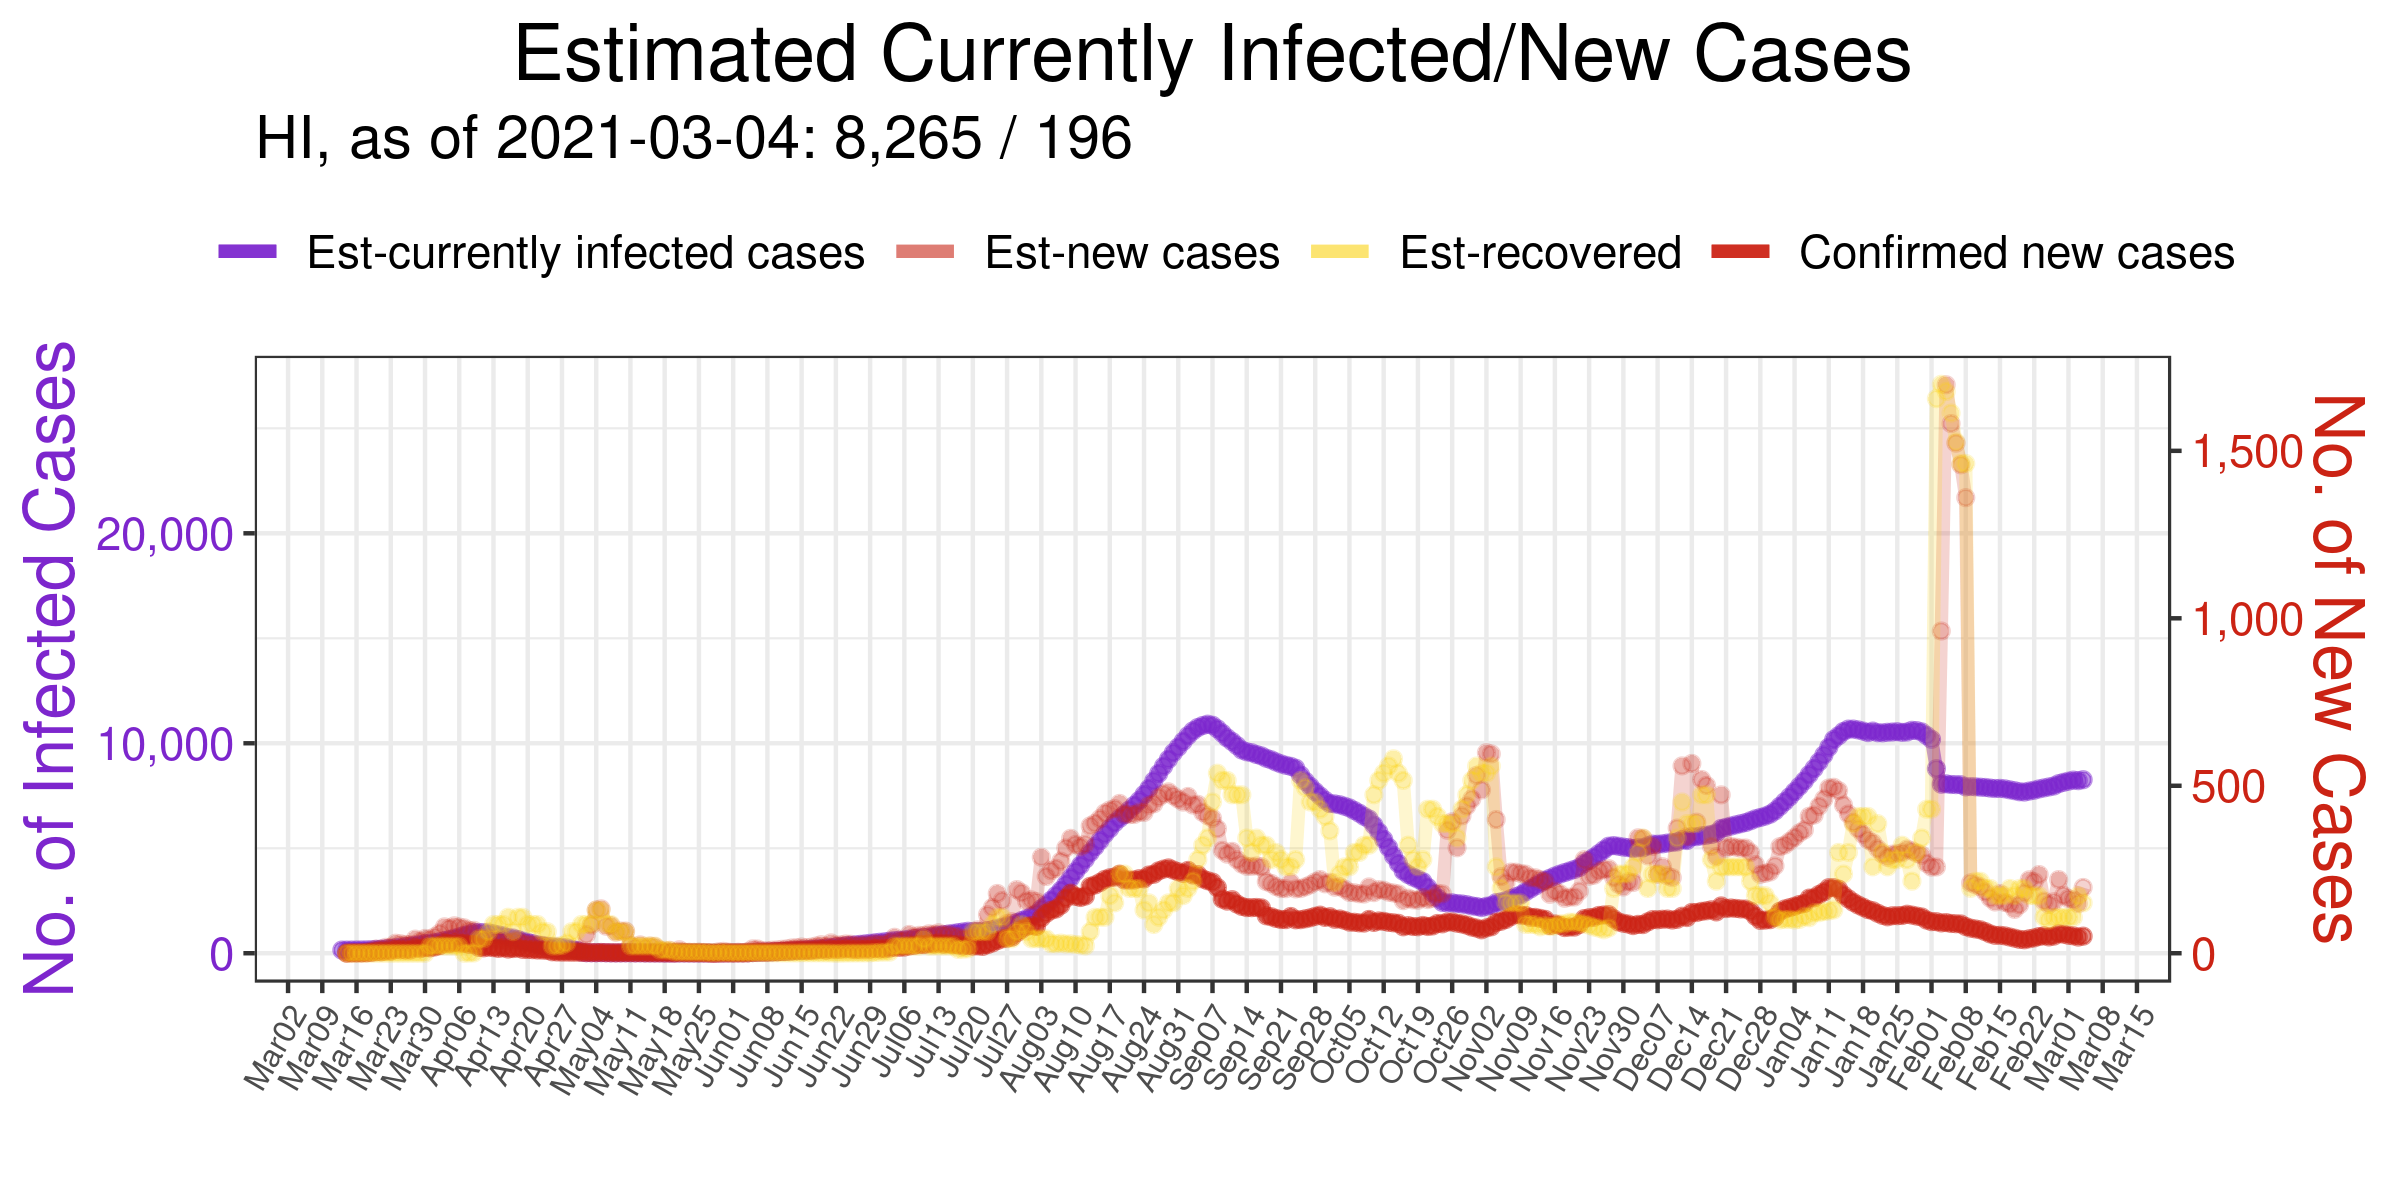 Estimated Currently Infected/New Cases
HI, as of 2021-03-04: 8,265 / 196
Est-currently infected cases Est-new cases Est-recovered Confirmed new cases
No. of Infected Cases
20,000
10,000
0
1,500
1,000
500
0
No. of New Cases
Mar02 Mar09 Mar16 Mar23 Mar30 Apr06 Apr13 Apr20 Apr27 May04 May11 May18 May25 Jun01 Jun08 Jun15 Jun22 Jun29 Jul06 Jul13 Jul20 Jul27 Aug03 Aug10 Aug17 Aug24 Aug31 Sep07 Sep14 Sep21 Sep28 Oct05 Oct12 Oct19 Oct26 Nov02 Nov09 Nov16 Nov23 Nov30 Dec07 Dec14 Dec21 Dec28 Jan04 Jan11 Jan18 Jan25 Feb01 Feb08 Feb15 Feb22 Mar01 Mar08 Mar15